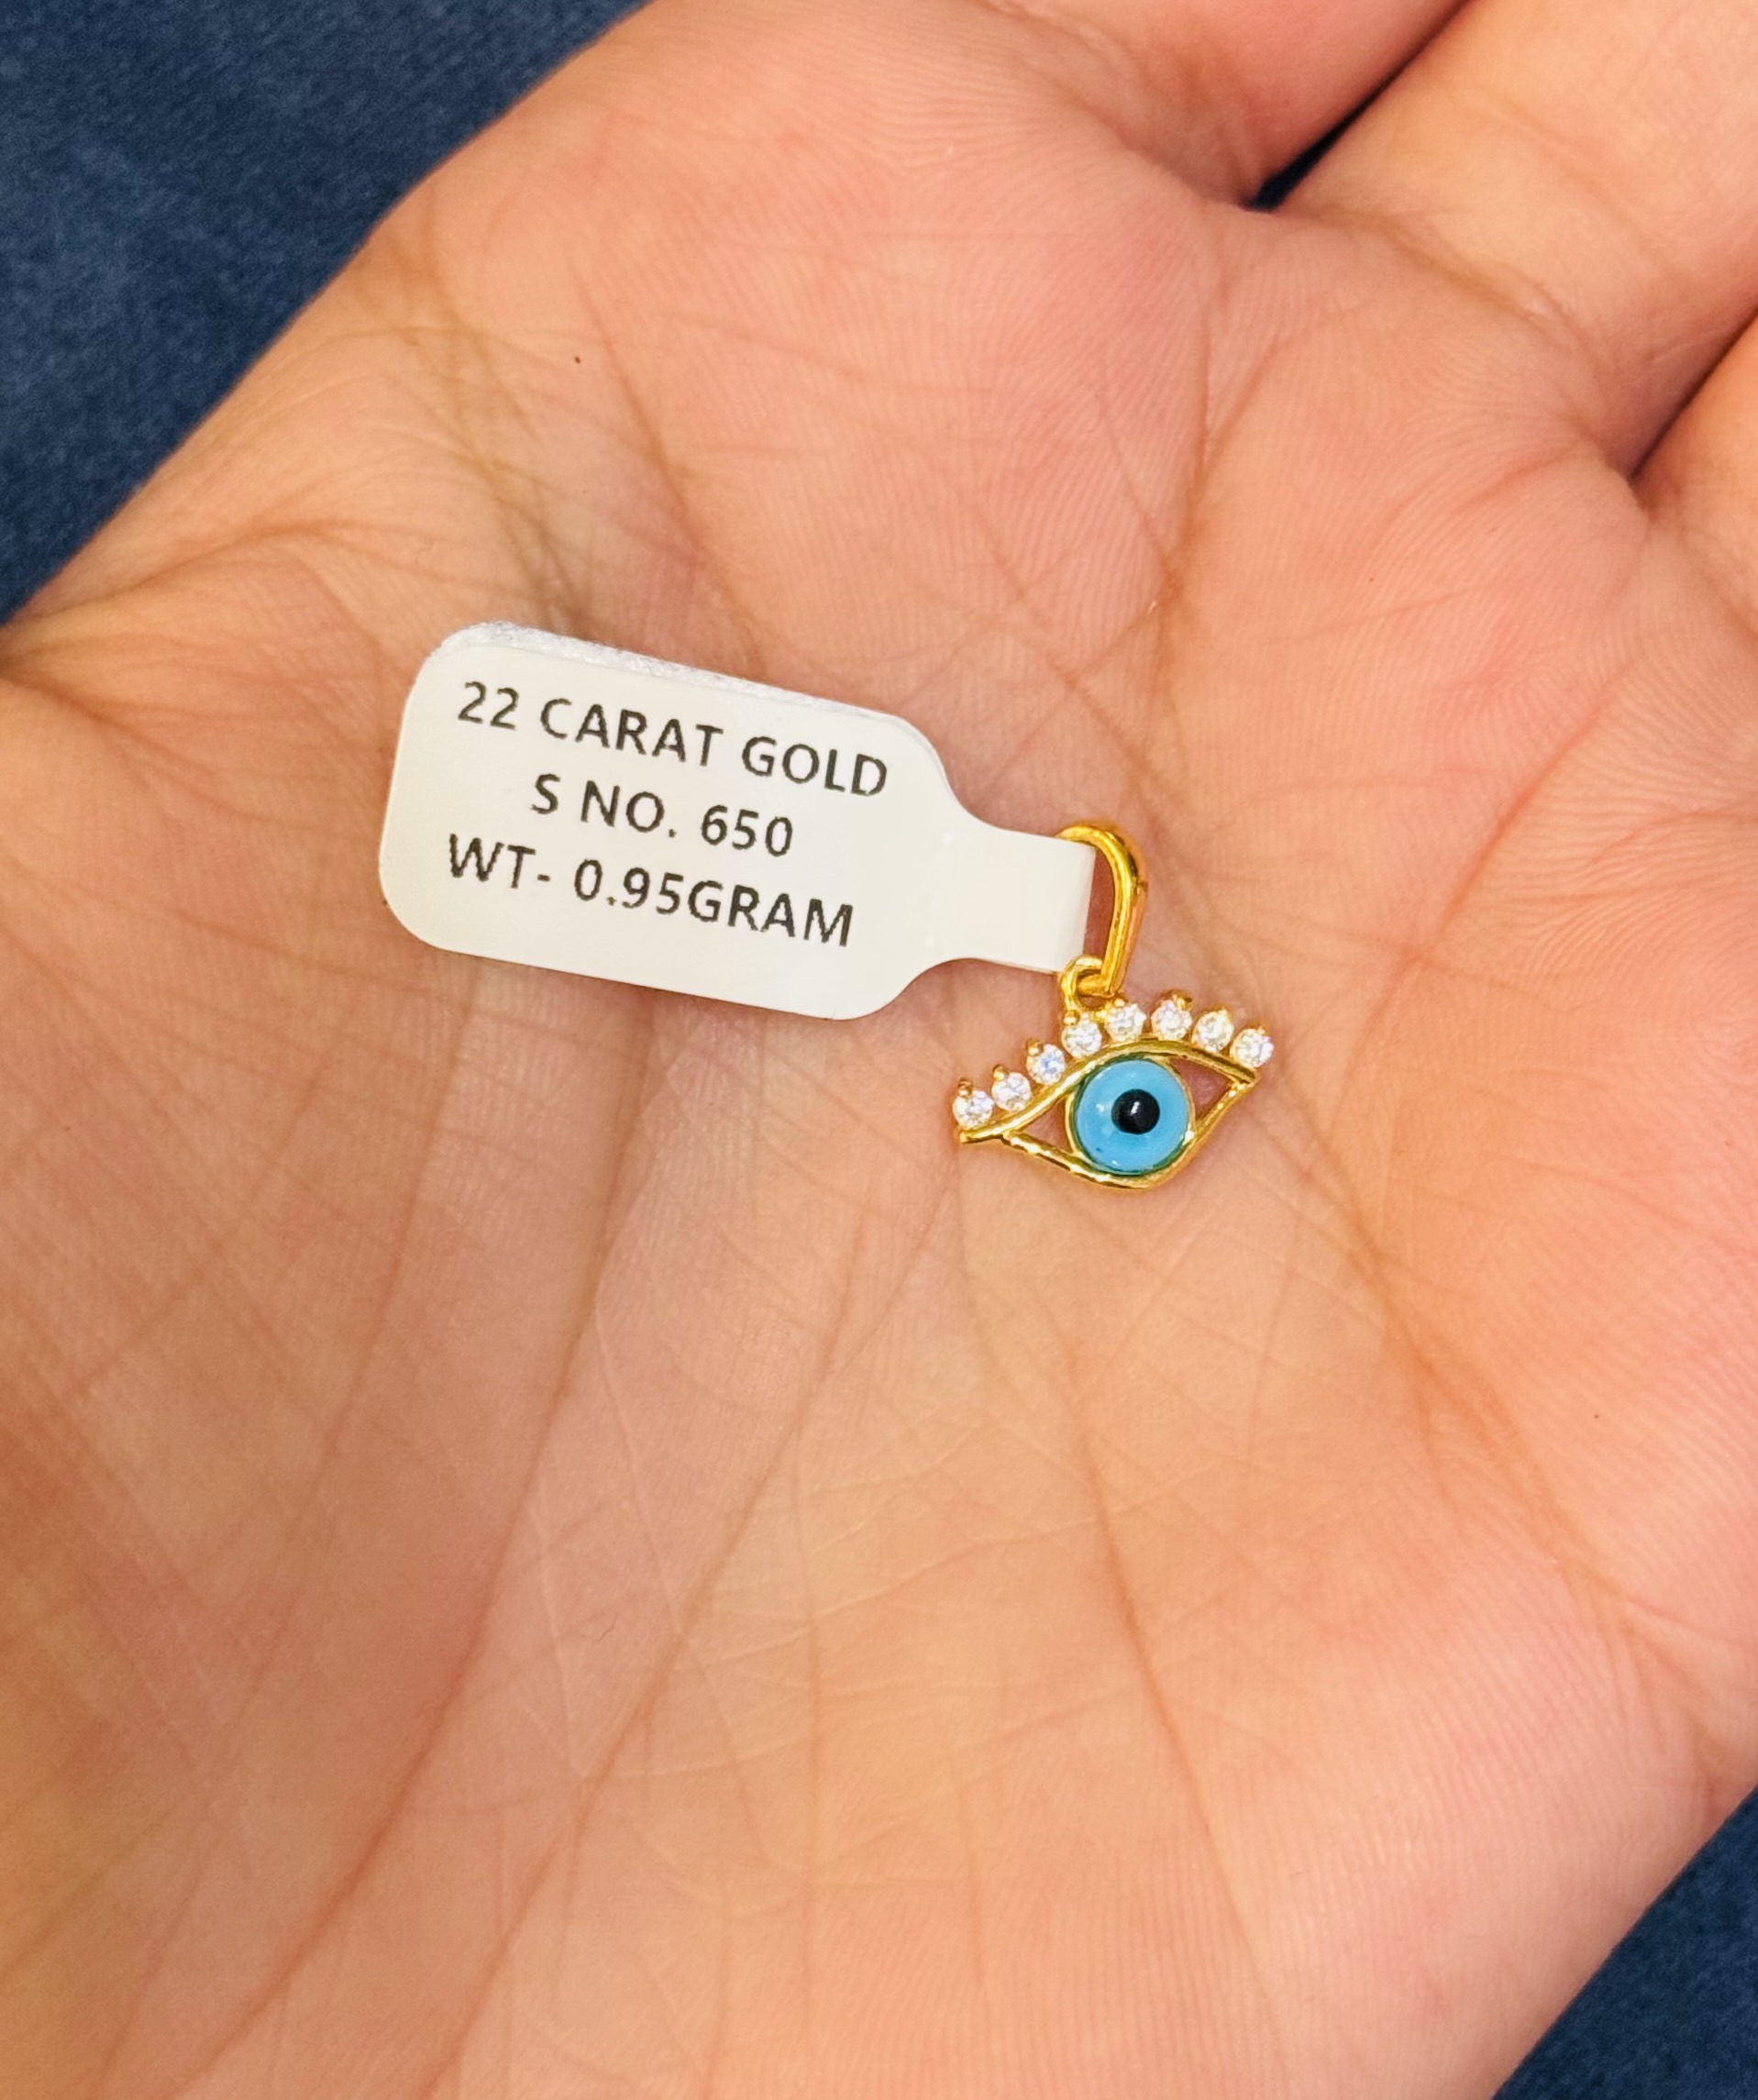 22 CARAT GOLD
S NO. 650
WT- 0.95GRAM